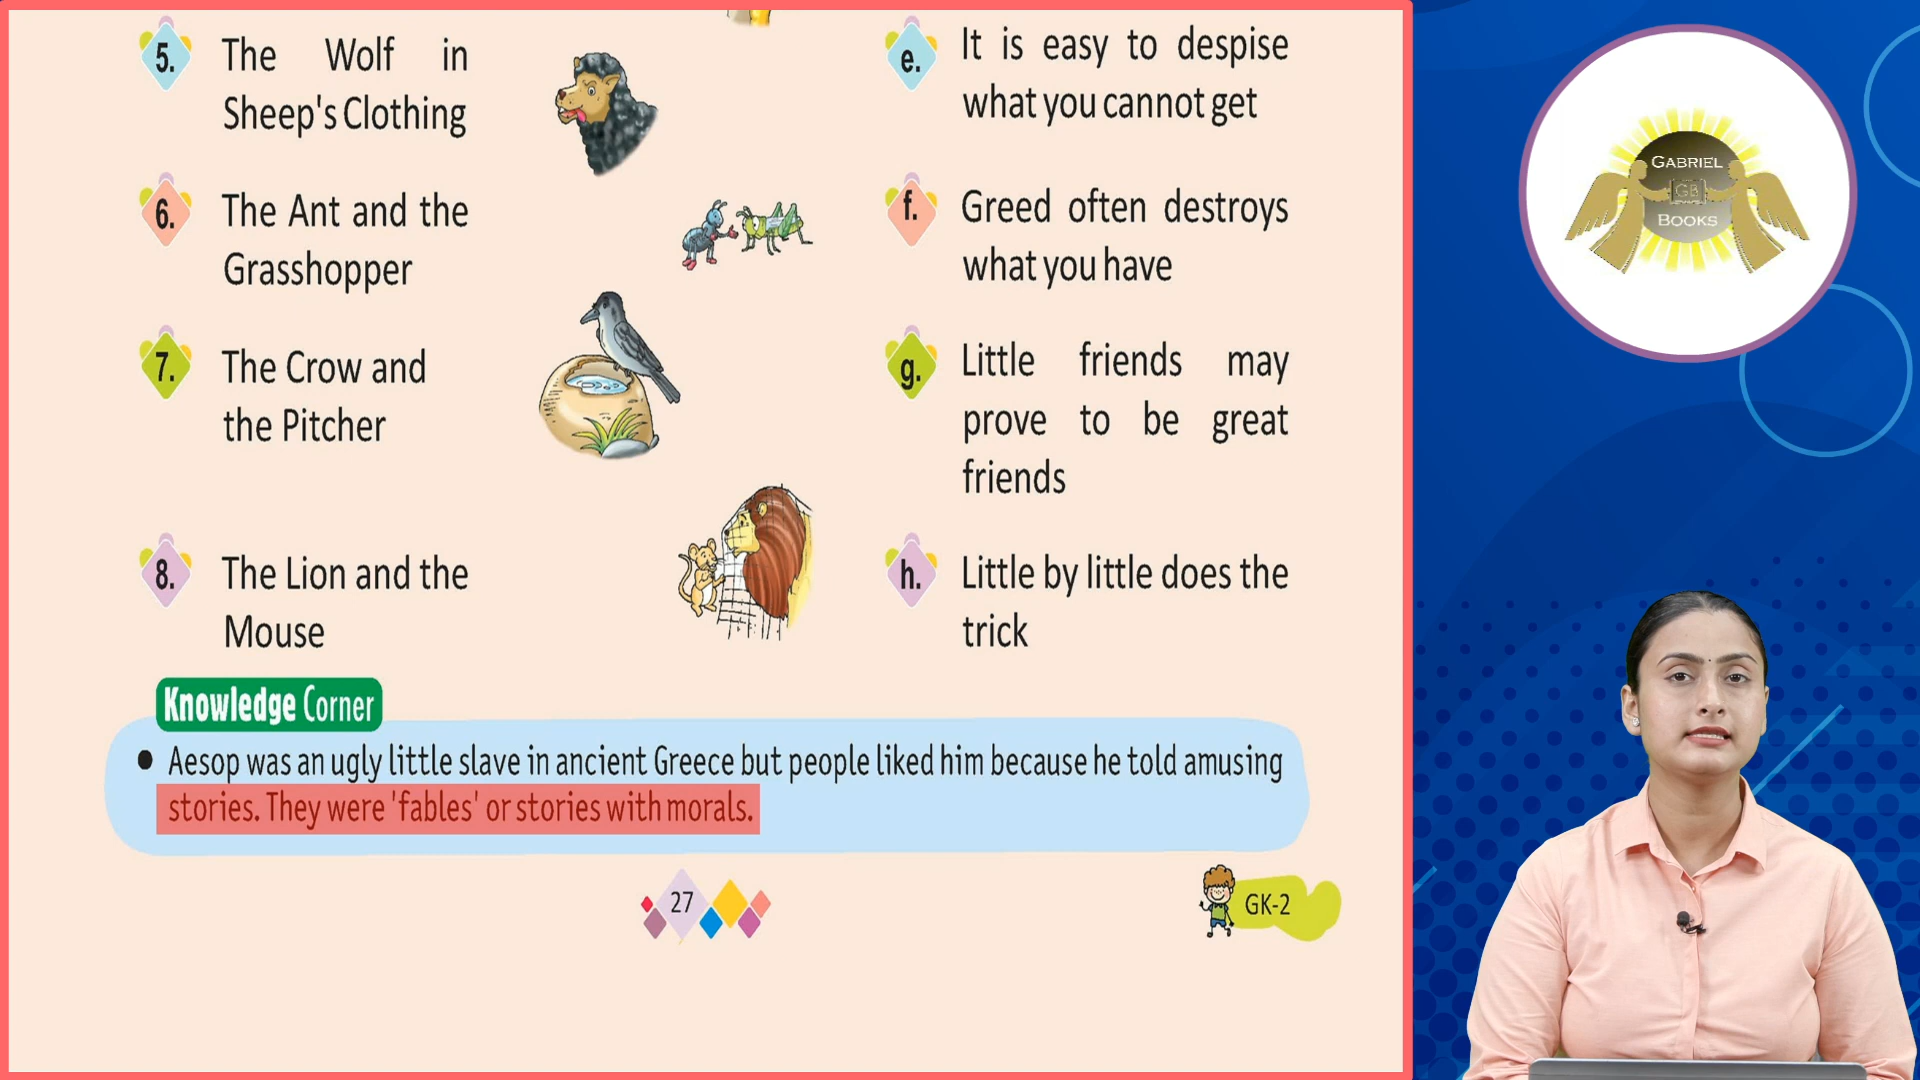 5. The Wolf in
Sheep's Clothing
e. It is easy to despise
what you cannot get
6. The Ant and the
Grasshopper
f. Greed often destroys
what you have
7. The Crow and
the Pitcher
g. Little friends may
prove to be great
friends
8. The Lion and the
Mouse
h. Little by little does the
trick
Knowledge Corner
● Aesop was an ugly little slave in ancient Greece but people liked him because he told amusing
stories. They were 'fables' or stories with morals.
27
GK-2
GABRIEL
GB
BOOKS